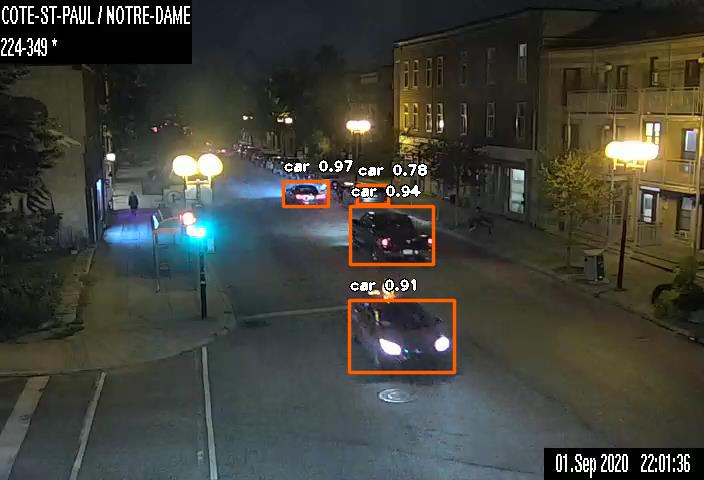 COTE-ST-PAUL / NOTRE-DAME
224-349 *
car 0.97
car 0.78
car 0.94
car 0.91
01.Sep 2020 22:01:36